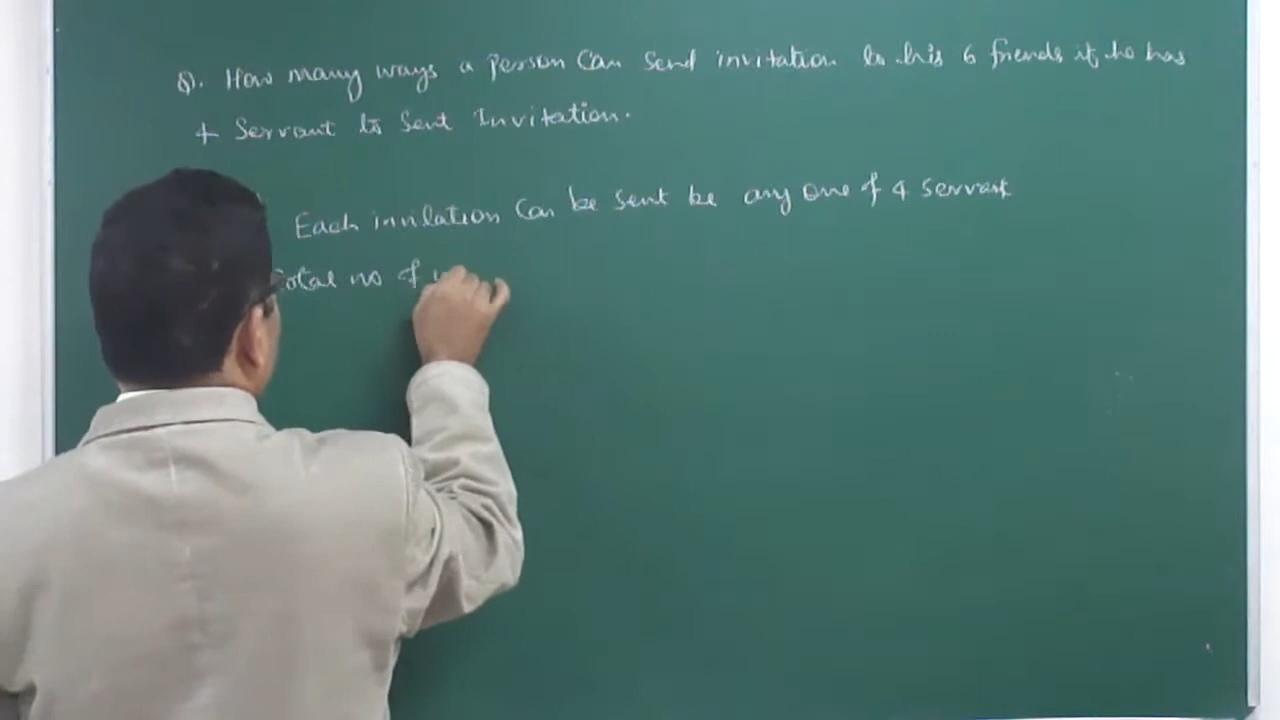 Q. How many ways a person can send invitation to his 6 friends if he has
4 Servant to Sent Invitation.
Each invitation can be sent be any one of 4 servant
Total no of